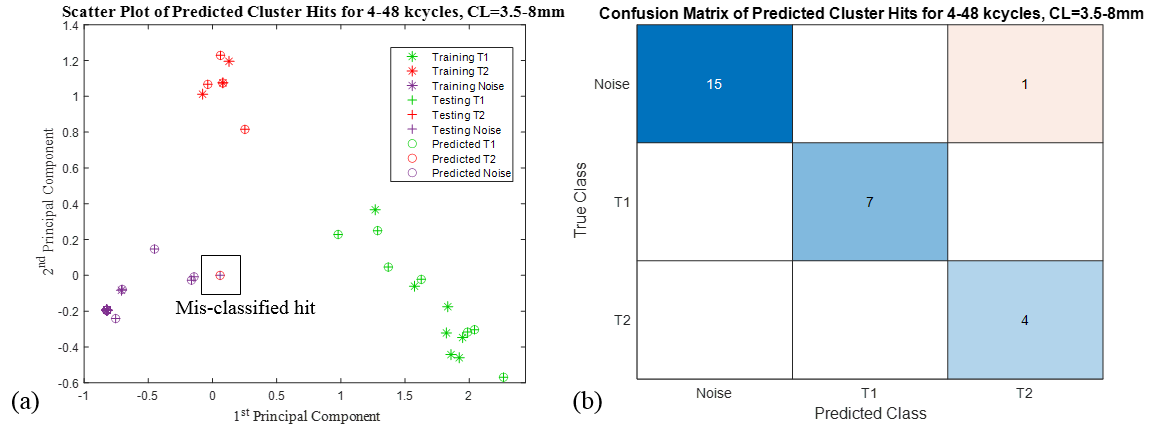 Scatter Plot of Predicted Cluster Hits for 4-48 kcycles, CL=3.5-8mm
1.4
1.2
1
0.8
0.6
0.4
0.2
0
-0.2
-0.4
-0.6
2nd Principal Component
-1
-0.5
0
0.5
1
1.5
2
1st Principal Component
Training T1
Training T2
Training Noise
Testing T1
Testing T2
Testing Noise
Predicted T1
Predicted T2
Predicted Noise
Mis-classified hit
(a)
Confusion Matrix of Predicted Cluster Hits for 4-48 kcycles, CL=3.5-8mm
True Class
Noise
15
1
T1
7
T2
4
Noise
T1
T2
Predicted Class
(b)